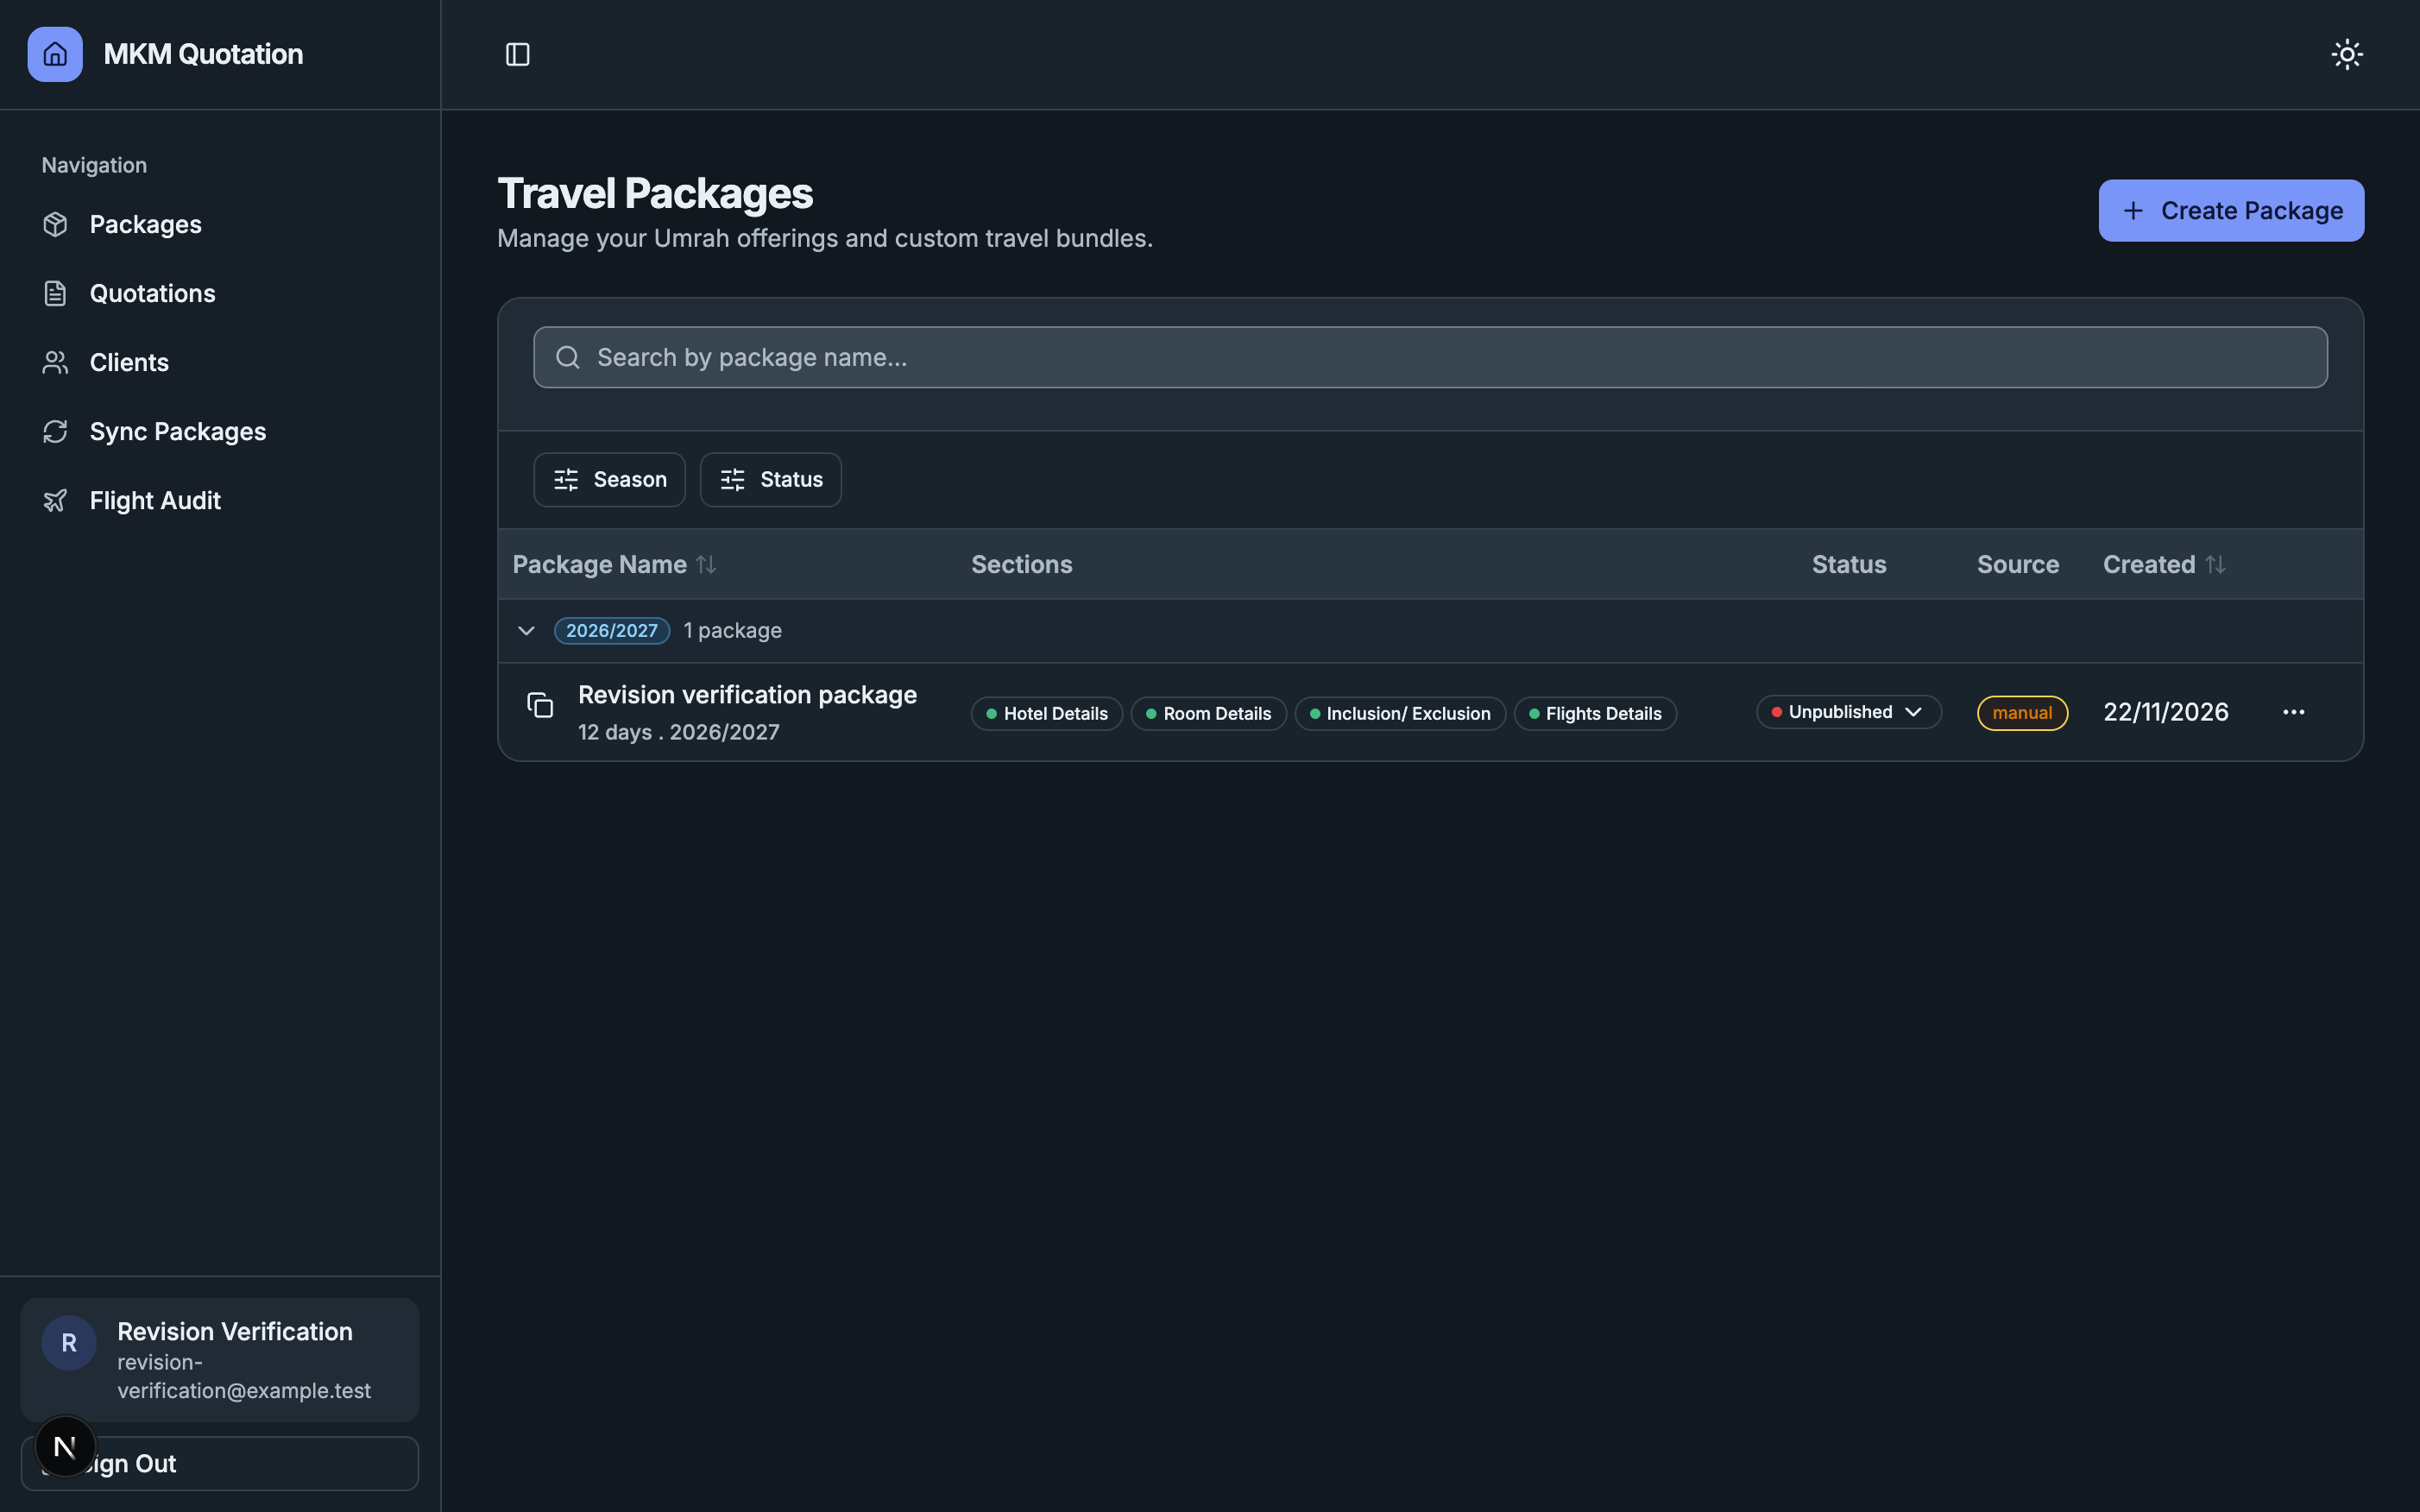 MKM Quotation
Navigation
Packages
Quotations
Clients
Sync Packages
Flight Audit
Travel Packages
Manage your Umrah offerings and custom travel bundles.
Create Package
Search by package name...
Season
Status
Package Name
Sections
Status
Source
Created
2026/2027
1 package
Revision verification package
12 days . 2026/2027
Hotel Details
Room Details
Inclusion/ Exclusion
Flights Details
Unpublished
manual
22/11/2026
R
Revision Verification
revision-
verification@example.test
N
ign Out